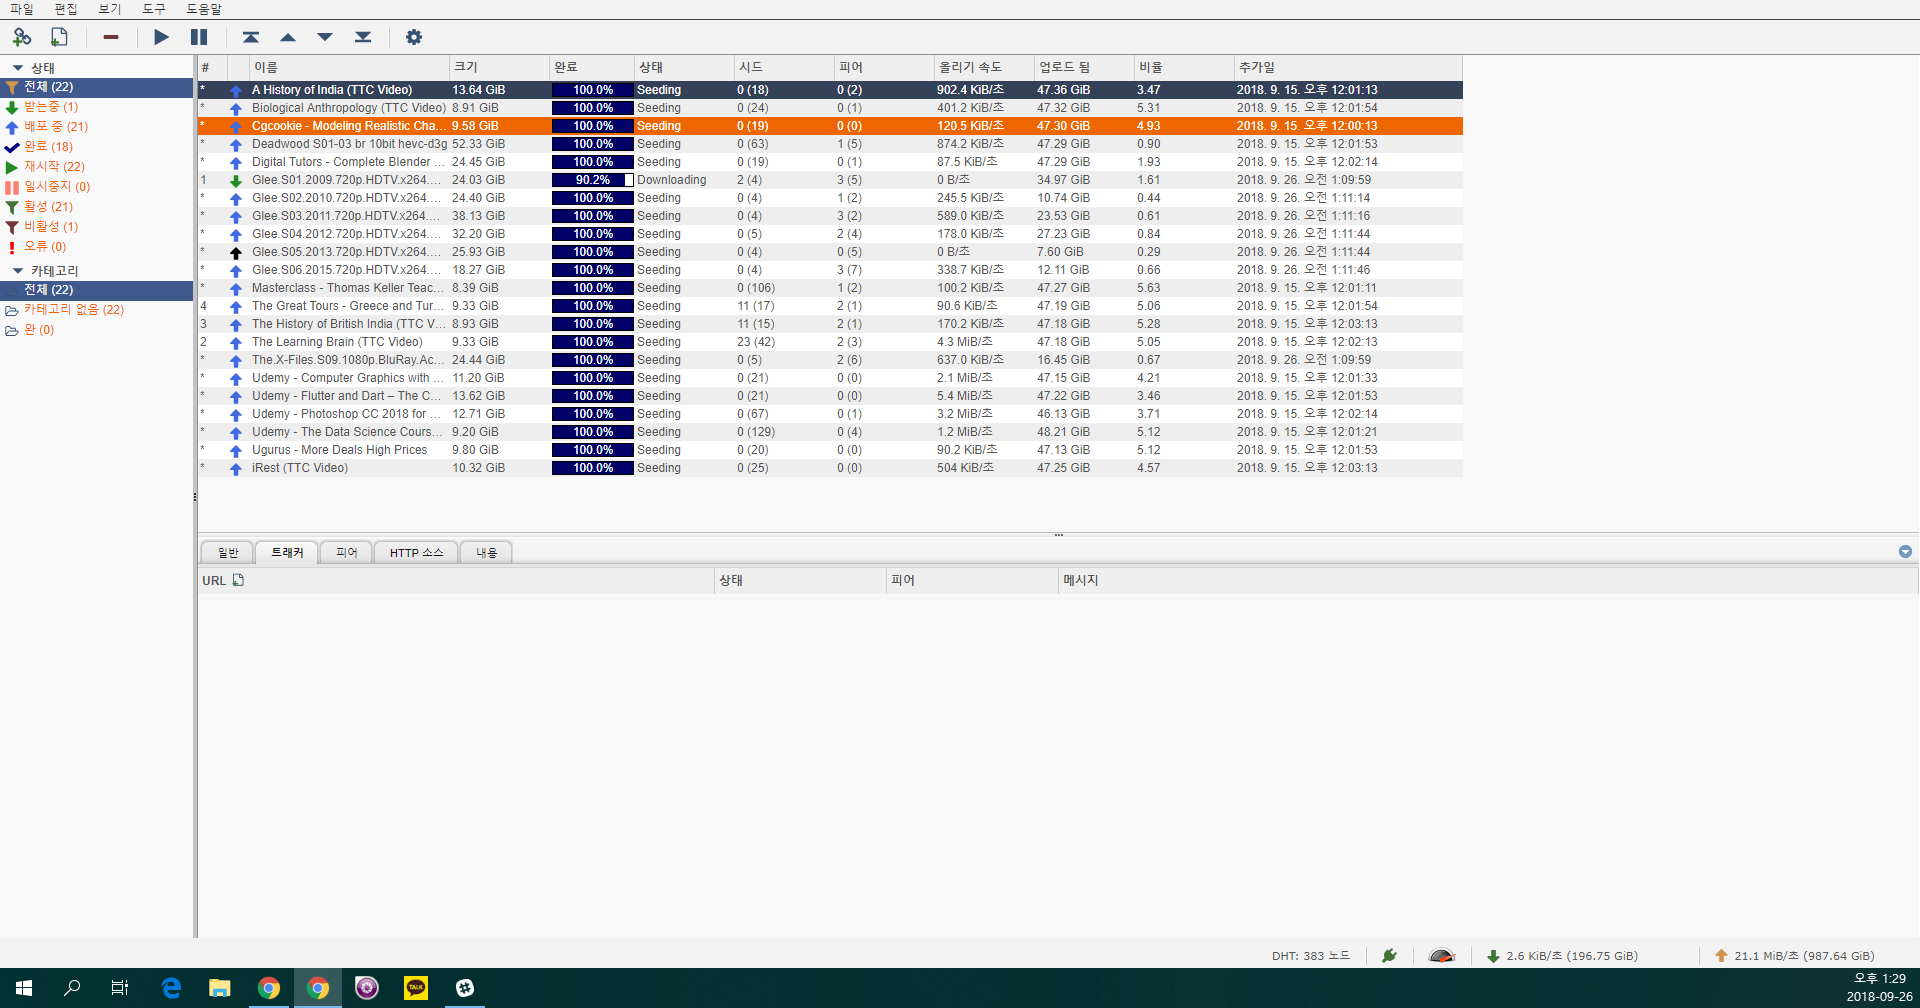 파일 편집 보기 도구 도움말
상태
전체 (22)
받는중 (1)
배포 중 (21)
완료 (18)
재시작 (22)
일시중지 (0)
활성 (21)
비활성 (1)
오류 (0)
카테고리
전체 (22)
카테고리 없음 (22)
완 (0)
# 이름 크기 완료 상태 시드 피어 올리기 속도 업로드 됨 비율 추가일
* A History of India (TTC Video) 13.64 GiB 100.0% Seeding 0 (18) 0 (2) 902.4 KiB/초 47.36 GiB 3.47 2018. 9. 15. 오후 12:01:13
* Biological Anthropology (TTC Video) 8.91 GiB 100.0% Seeding 0 (24) 0 (1) 401.2 KiB/초 47.32 GiB 5.31 2018. 9. 15. 오후 12:01:54
* Cgcookie - Modeling Realistic Cha... 9.58 GiB 100.0% Seeding 0 (19) 0 (0) 120.5 KiB/초 47.30 GiB 4.93 2018. 9. 15. 오후 12:00:13
* Deadwood S01-03 br 10bit hevc-d3g 52.33 GiB 100.0% Seeding 0 (63) 1 (5) 874.2 KiB/초 47.29 GiB 0.90 2018. 9. 15. 오후 12:01:53
* Digital Tutors - Complete Blender ... 24.45 GiB 100.0% Seeding 0 (19) 0 (1) 87.5 KiB/초 47.29 GiB 1.93 2018. 9. 15. 오후 12:02:14
1 Glee.S01.2009.720p.HDTV.x264.... 24.03 GiB 90.2% Downloading 2 (4) 3 (5) 0 B/초 34.97 GiB 1.61 2018. 9. 26. 오전 1:09:59
* Glee.S02.2010.720p.HDTV.x264.... 24.40 GiB 100.0% Seeding 0 (4) 1 (2) 245.5 KiB/초 10.74 GiB 0.44 2018. 9. 26. 오전 1:11:14
* Glee.S03.2011.720p.HDTV.x264.... 38.13 GiB 100.0% Seeding 0 (4) 3 (2) 589.0 KiB/초 23.53 GiB 0.61 2018. 9. 26. 오전 1:11:16
* Glee.S04.2012.720p.HDTV.x264.... 32.20 GiB 100.0% Seeding 0 (5) 2 (4) 178.0 KiB/초 27.23 GiB 0.84 2018. 9. 26. 오전 1:11:44
* Glee.S05.2013.720p.HDTV.x264.... 25.93 GiB 100.0% Seeding 0 (4) 0 (5) 0 B/초 7.60 GiB 0.29 2018. 9. 26. 오전 1:11:44
* Glee.S06.2015.720p.HDTV.x264.... 18.27 GiB 100.0% Seeding 0 (4) 3 (7) 338.7 KiB/초 12.11 GiB 0.66 2018. 9. 26. 오전 1:11:46
* Masterclass - Thomas Keller Teac... 8.39 GiB 100.0% Seeding 0 (106) 1 (2) 100.2 KiB/초 47.27 GiB 5.63 2018. 9. 15. 오후 12:01:11
4 The Great Tours - Greece and Tur... 9.33 GiB 100.0% Seeding 11 (17) 2 (1) 90.6 KiB/초 47.19 GiB 5.06 2018. 9. 15. 오후 12:01:54
3 The History of British India (TTC V... 8.93 GiB 100.0% Seeding 11 (15) 2 (1) 170.2 KiB/초 47.18 GiB 5.28 2018. 9. 15. 오후 12:03:13
2 The Learning Brain (TTC Video) 9.33 GiB 100.0% Seeding 23 (42) 2 (3) 4.3 MiB/초 47.18 GiB 5.05 2018. 9. 15. 오후 12:02:13
* The.X-Files.S09.1080p.BluRay.Ac... 24.44 GiB 100.0% Seeding 0 (5) 2 (6) 637.0 KiB/초 16.45 GiB 0.67 2018. 9. 26. 오전 1:09:59
* Udemy - Computer Graphics with ... 11.20 GiB 100.0% Seeding 0 (21) 0 (0) 2.1 MiB/초 47.15 GiB 4.21 2018. 9. 15. 오후 12:01:33
* Udemy - Flutter and Dart – The C... 13.62 GiB 100.0% Seeding 0 (21) 0 (0) 5.4 MiB/초 47.22 GiB 3.46 2018. 9. 15. 오후 12:01:53
* Udemy - Photoshop CC 2018 for ... 12.71 GiB 100.0% Seeding 0 (67) 0 (1) 3.2 MiB/초 46.13 GiB 3.71 2018. 9. 15. 오후 12:02:14
* Udemy - The Data Science Cours... 9.20 GiB 100.0% Seeding 0 (129) 0 (4) 1.2 MiB/초 48.21 GiB 5.12 2018. 9. 15. 오후 12:01:21
* Ugurus - More Deals High Prices 9.80 GiB 100.0% Seeding 0 (20) 0 (0) 90.2 KiB/초 47.13 GiB 5.12 2018. 9. 15. 오후 12:01:53
* iRest (TTC Video) 10.32 GiB 100.0% Seeding 0 (25) 0 (0) 504 KiB/초 47.25 GiB 4.57 2018. 9. 15. 오후 12:03:13
일반 트래커 피어 HTTP 소스 내용
URL 상태 피어 메시지
DHT: 383 노드 2.6 KiB/초 (196.75 GiB) 21.1 MiB/초 (987.64 GiB)
TALK
오후 1:29
2018-09-26